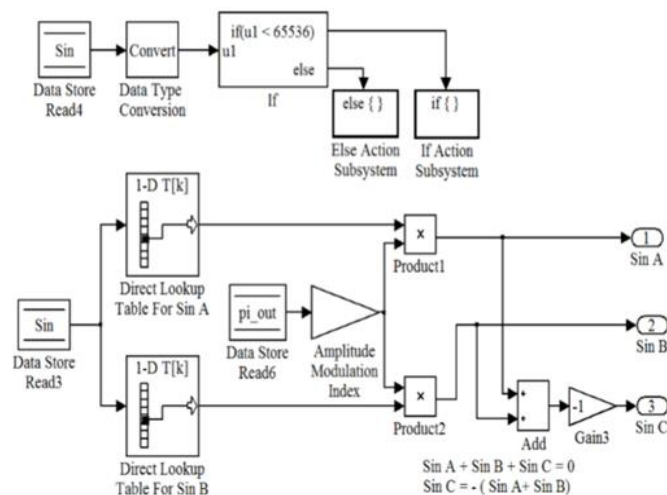 if(u1 < 65536)
u1
else
If
Sin
Data Store
Read4
Convert
Data Type
Conversion
else { }
Else Action
Subsystem
if { }
If Action
Subsystem
1-D T[k]
Direct Lookup
Table For Sin A
x
Product1
1
Sin A
Sin
Data Store
Read3
pi_out
Data Store
Read6
Amplitude
Modulation
Index
2
Sin B
1-D T[k]
Direct Lookup
Table For Sin B
x
Product2
+
+
Add
-1
Gain3
3
Sin C
Sin A + Sin B + Sin C = 0
Sin C = - ( Sin A+ Sin B)